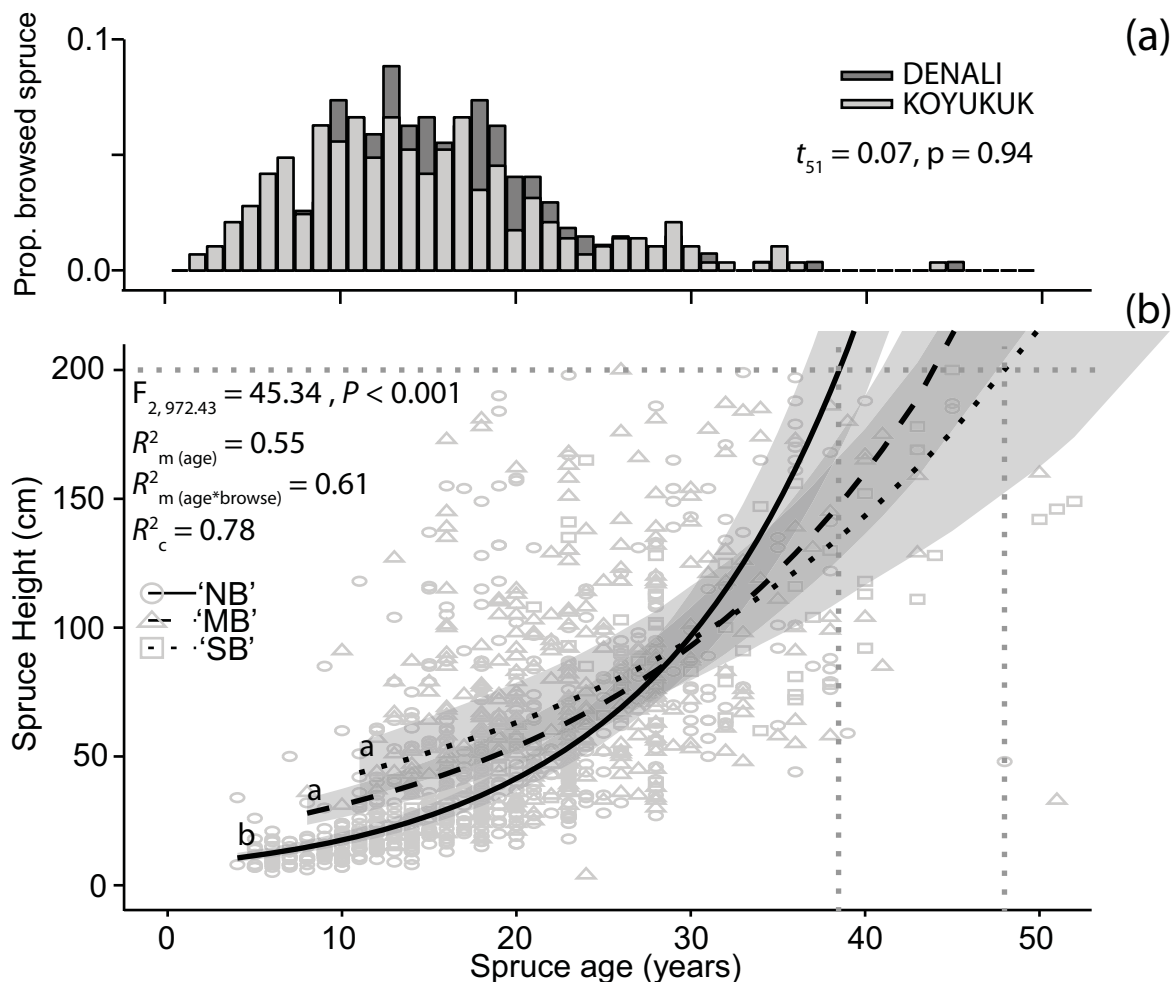 (a)
0.1
0.0
Prop. browsed spruce
DENALI
KOYUKUK
t51 = 0.07, p = 0.94
(b)
200
150
100
50
0
Spruce Height (cm)
F2, 972.43 = 45.34 , P < 0.001
R2m (age) = 0.55
R2m (age*browse) = 0.61
R2c = 0.78
‘NB’
‘MB’
‘SB’
a
a
b
0 10 20 30 40 50
Spruce age (years)